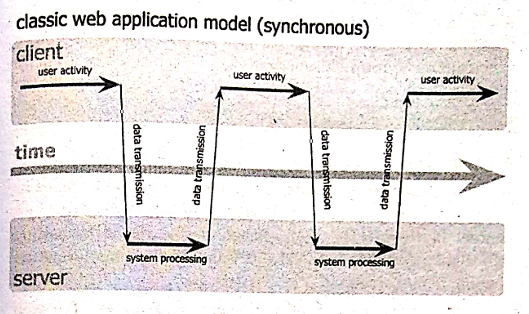 classic web application model (synchronous)
client
user activity
user activity
user activity
data transmission
data transmission
data transmission
data transmission
time
system processing
system processing
server